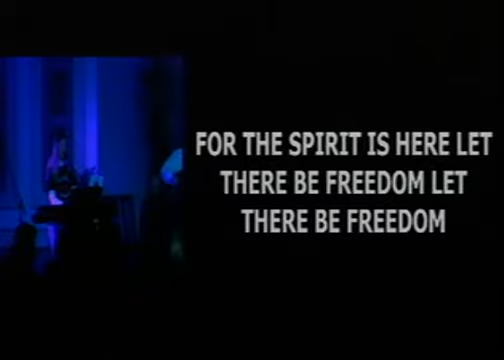 FOR THE SPIRIT IS HERE LET
THERE BE FREEDOM LET
THERE BE FREEDOM